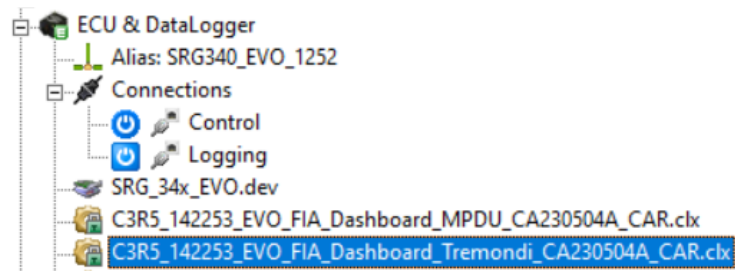 ECU & DataLogger
Alias: SRG340_EVO_1252
Connections
Control
Logging
SRG_34x_EVO.dev
C3R5_142253_EVO_FIA_Dashboard_MPDU_CA230504A_CAR.clx
C3R5_142253_EVO_FIA_Dashboard_Tremondi_CA230504A_CAR.clx